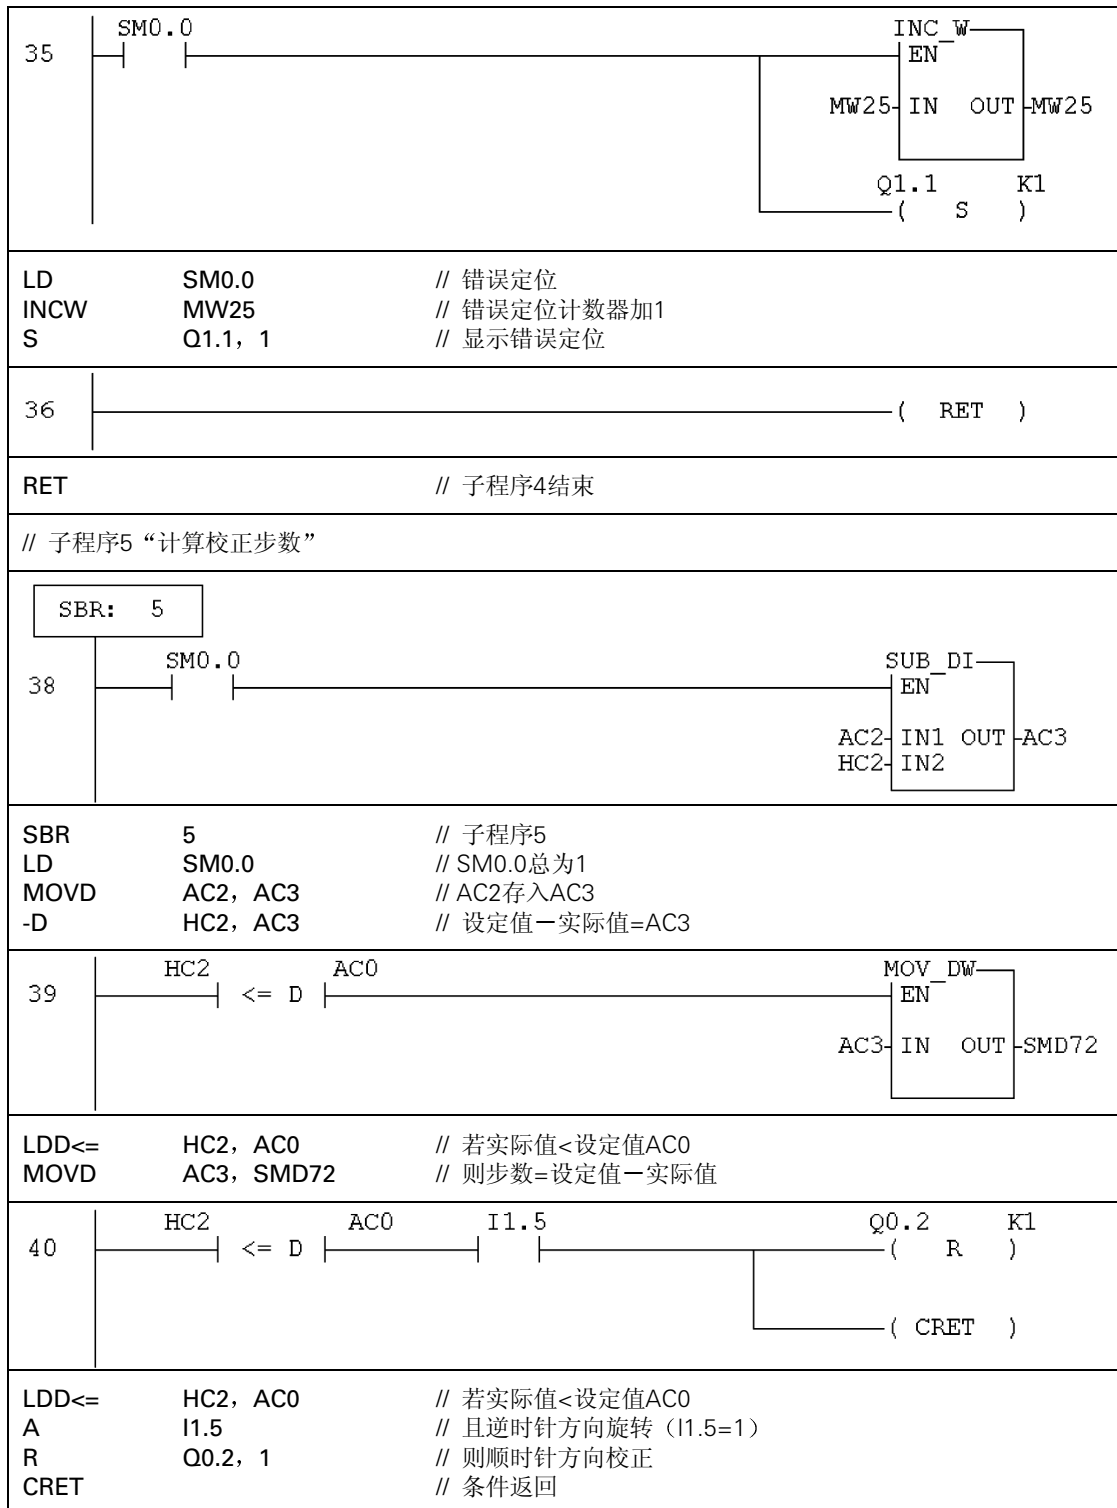 SM0.0 INC_W
35 EN
MW25 IN OUT MW25
Q1.1 K1
( S )
LD SM0.0 // 错误定位
INCW MW25 // 错误定位计数器加1
S Q1.1，1 // 显示错误定位
36 ( RET )
RET // 子程序4结束
// 子程序5“计算校正步数”
SBR: 5
SM0.0 SUB_DI
38 EN
AC2 IN1 OUT AC3
HC2 IN2
SBR 5 // 子程序5
LD SM0.0 // SM0.0总为1
MOVD AC2，AC3 // AC2存入AC3
-D HC2，AC3 // 设定值－实际值=AC3
HC2 AC0 MOV_DW
39 <= D EN
AC3 IN OUT SMD72
LDD<= HC2，AC0 // 若实际值<设定值AC0
MOVD AC3，SMD72 // 则步数=设定值－实际值
HC2 AC0 I1.5 Q0.2 K1
40 <= D ( R )
( CRET )
LDD<= HC2，AC0 // 若实际值<设定值AC0
A I1.5 // 且逆时针方向旋转（I1.5=1）
R Q0.2，1 // 则顺时针方向校正
CRET // 条件返回